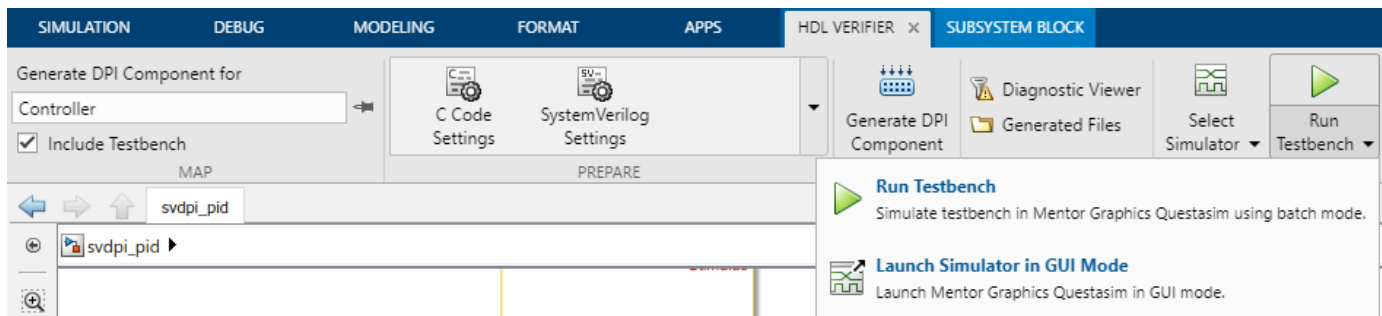 SIMULATION DEBUG MODELING FORMAT APPS HDL VERIFIER SUBSYSTEM BLOCK
Generate DPI Component for
Controller
Include Testbench
MAP
C Code
Settings
SystemVerilog
Settings
PREPARE
Generate DPI
Component
Diagnostic Viewer
Generated Files
Select
Simulator
Run
Testbench
Run Testbench
Simulate testbench in Mentor Graphics Questasim using batch mode.
Launch Simulator in GUI Mode
Launch Mentor Graphics Questasim in GUI mode.
svdpi_pid
svdpi_pid